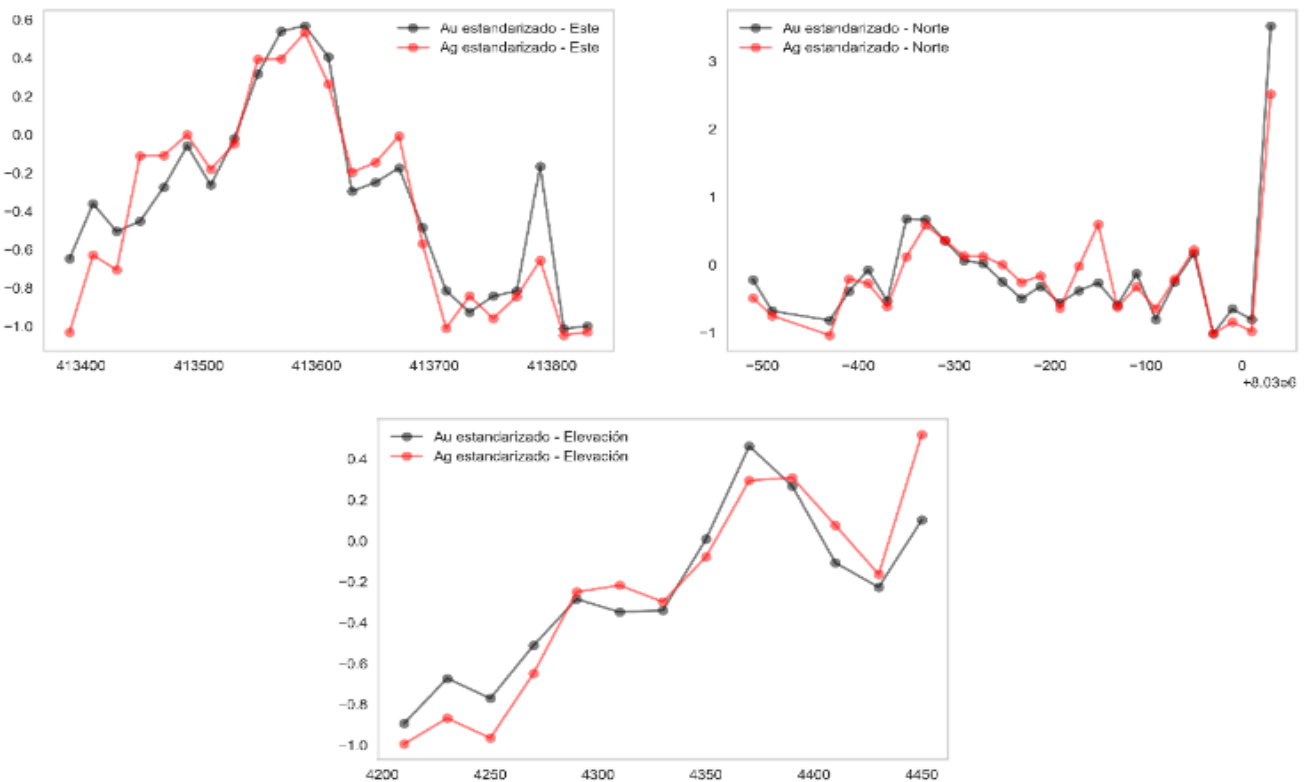 Au estandarizado - Este
Ag estandarizado - Este
0.6
0.4
0.2
0.0
−0.2
−0.4
−0.6
−0.8
−1.0
413400 413500 413600 413700 413800
Au estandarizado - Norte
Ag estandarizado - Norte
3
2
1
0
−1
−500 −400 −300 −200 −100 0
+8.03e6
Au estandarizado - Elevación
Ag estandarizado - Elevación
0.4
0.2
0.0
−0.2
−0.4
−0.6
−0.8
−1.0
4200 4250 4300 4350 4400 4450